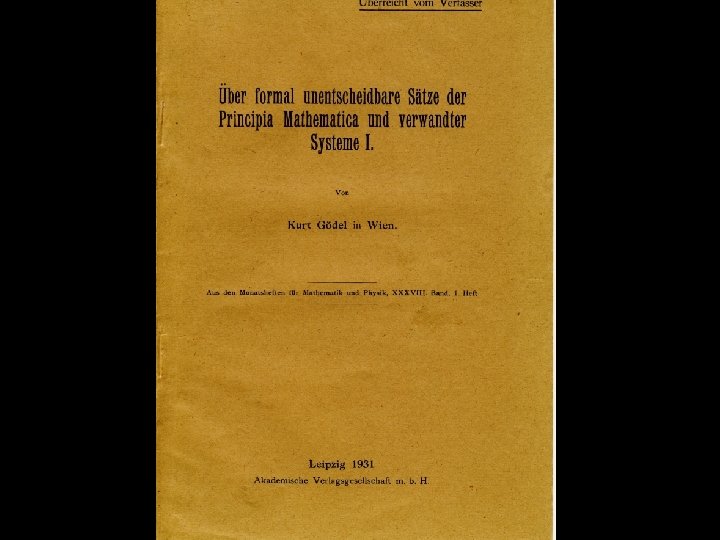 Überreicht vom Verfasser
Über formal unentscheidbare Sätze der
Principia Mathematica und verwandter
Systeme I.
Von
Kurt Gödel in Wien.
Aus den Monatsheften für Mathematik und Physik, XXXVIII. Band, 1. Heft
Leipzig 1931
Akademische Verlagsgesellschaft m. b. H.